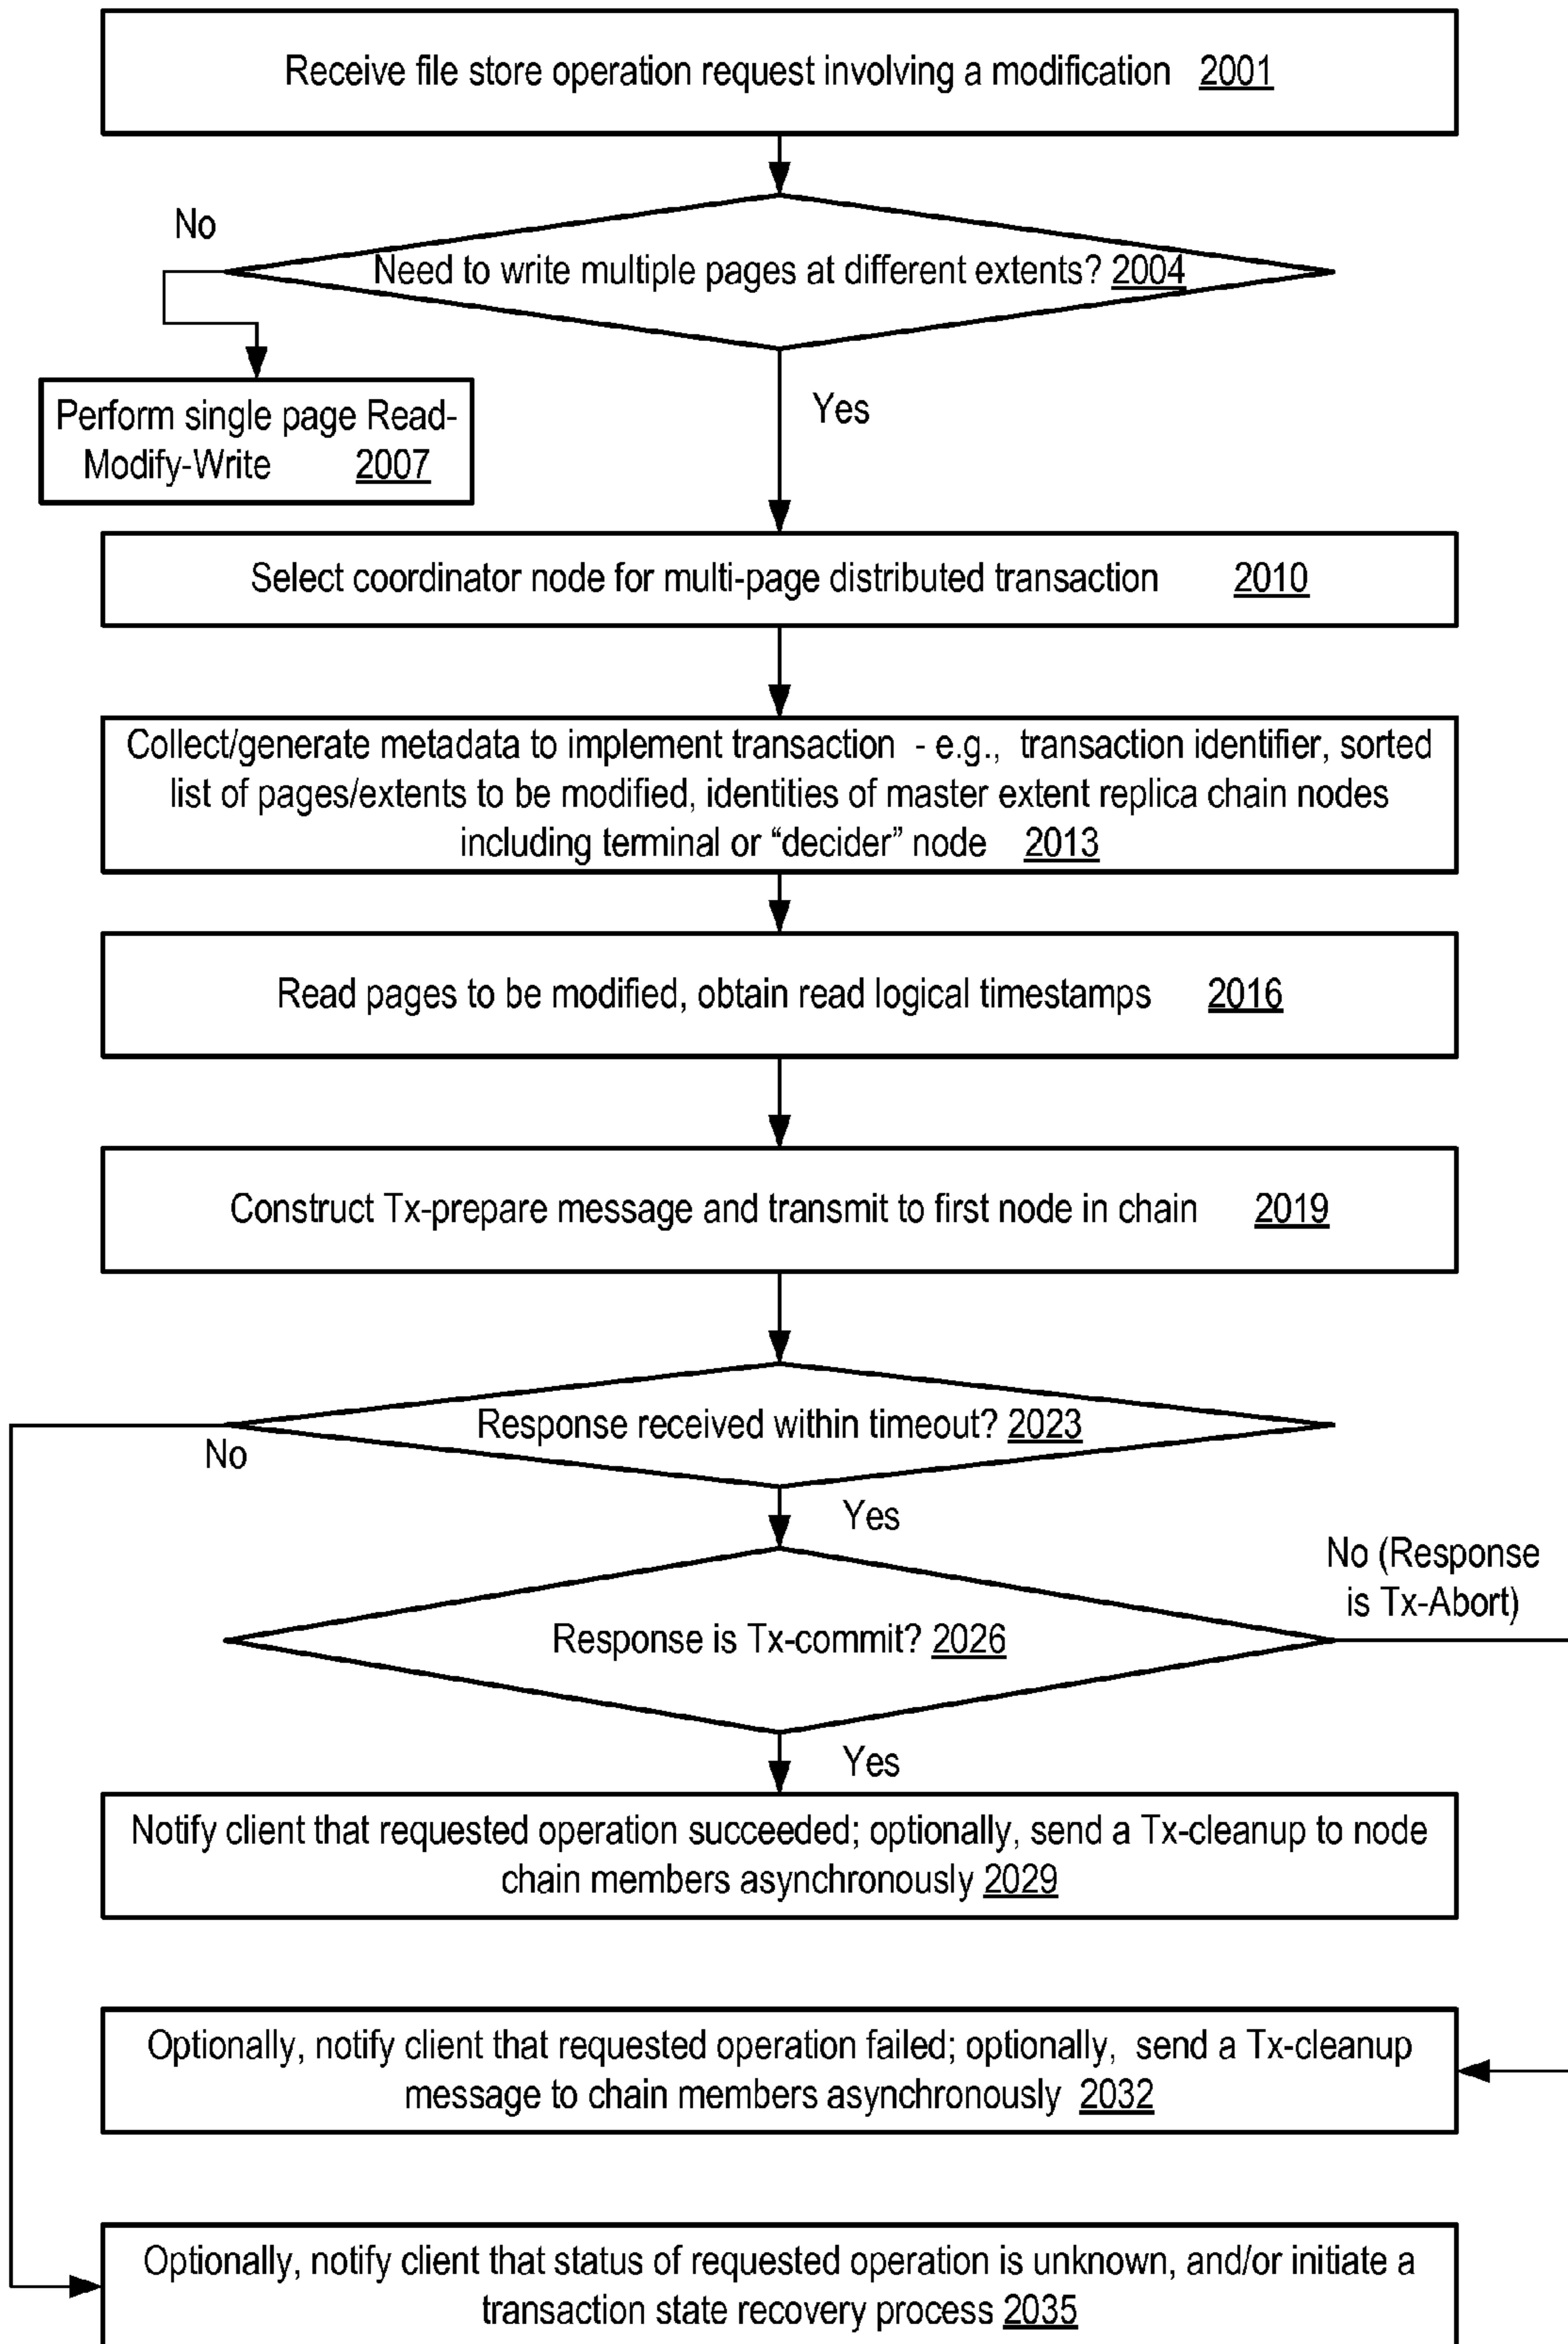 Receive file store operation request involving a modification 2001
No
Need to write multiple pages at different extents? 2004
Yes
Perform single page Read-
Modify-Write 2007
Select coordinator node for multi-page distributed transaction 2010
Collect/generate metadata to implement transaction - e.g., transaction identifier, sorted
list of pages/extents to be modified, identities of master extent replica chain nodes
including terminal or “decider” node 2013
Read pages to be modified, obtain read logical timestamps 2016
Construct Tx-prepare message and transmit to first node in chain 2019
Response received within timeout? 2023
No
Yes
No (Response
is Tx-Abort)
Response is Tx-commit? 2026
Yes
Notify client that requested operation succeeded; optionally, send a Tx-cleanup to node
chain members asynchronously 2029
Optionally, notify client that requested operation failed; optionally, send a Tx-cleanup
message to chain members asynchronously 2032
Optionally, notify client that status of requested operation is unknown, and/or initiate a
transaction state recovery process 2035